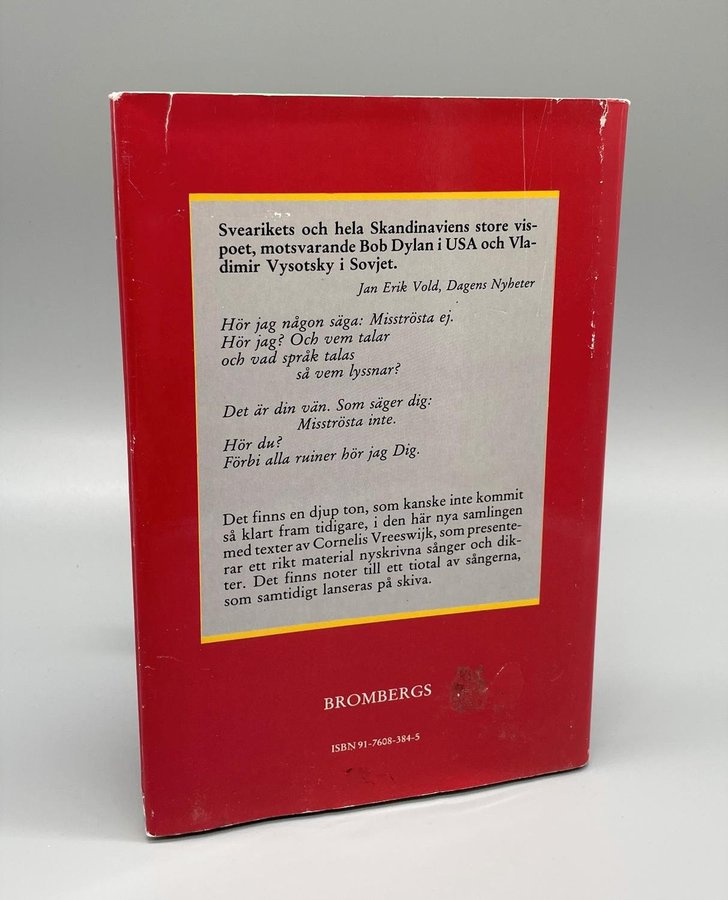 Svearikets och hela Skandinaviens store vis-
poet, motsvarande Bob Dylan i USA och Vla-
dimir Vysotsky i Sovjet.
Jan Erik Vold, Dagens Nyheter
Hör jag någon säga: Misströsta ej.
Hör jag? Och vem talar
och vad språk talas
så vem lyssnar?
Det är din vän. Som säger dig:
Misströsta inte.
Hör du?
Förbi alla ruiner hör jag Dig.
Det finns en djup ton, som kanske inte kommit
så klart fram tidigare, i den här nya samlingen
med texter av Cornelis Vreeswijk, som presente-
rar ett rikt material nyskrivna sånger och dik-
ter. Det finns noter till ett tiotal av sångerna,
som samtidigt lanseras på skiva.
BROMBERGS
ISBN 91-7608-384-5